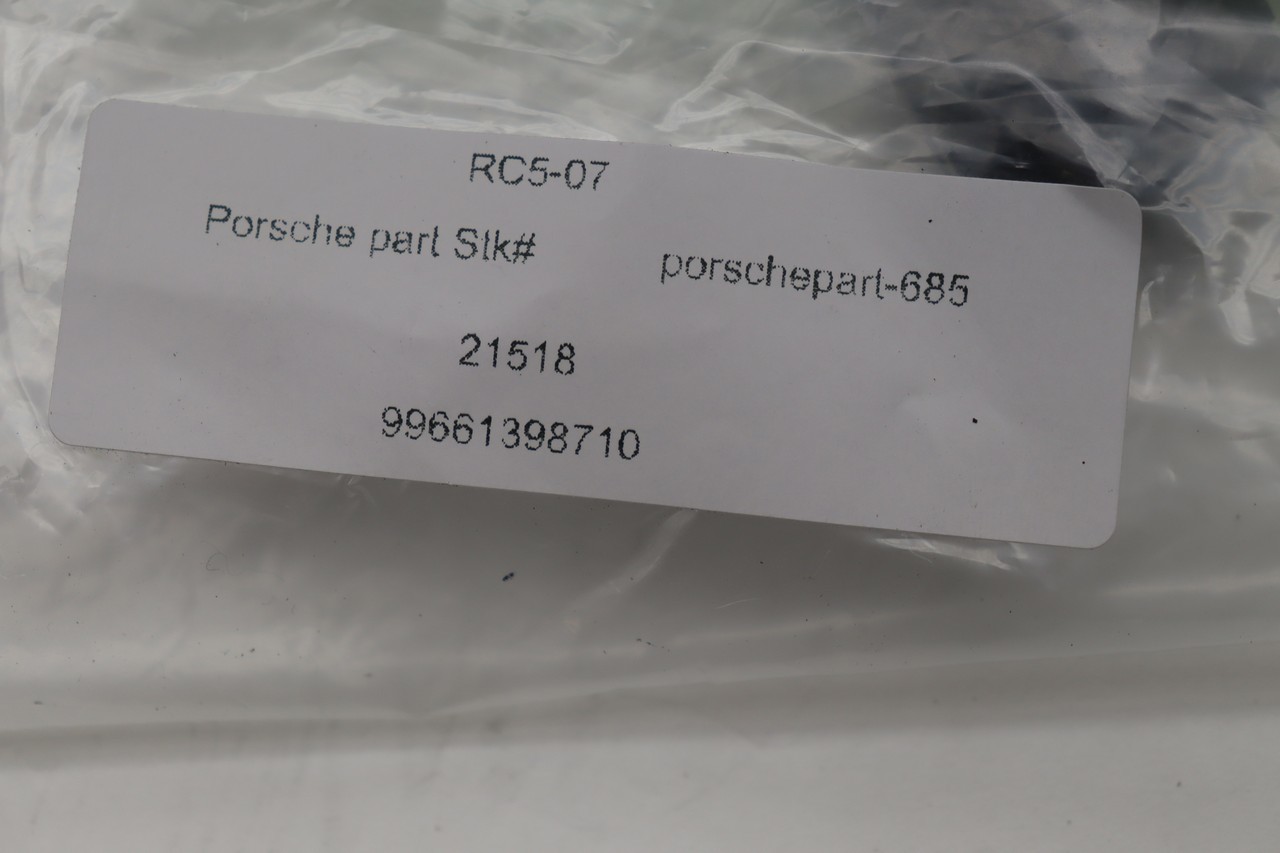 RC5-07
Porsche part Stk# porschepart-685
21518
99661398710